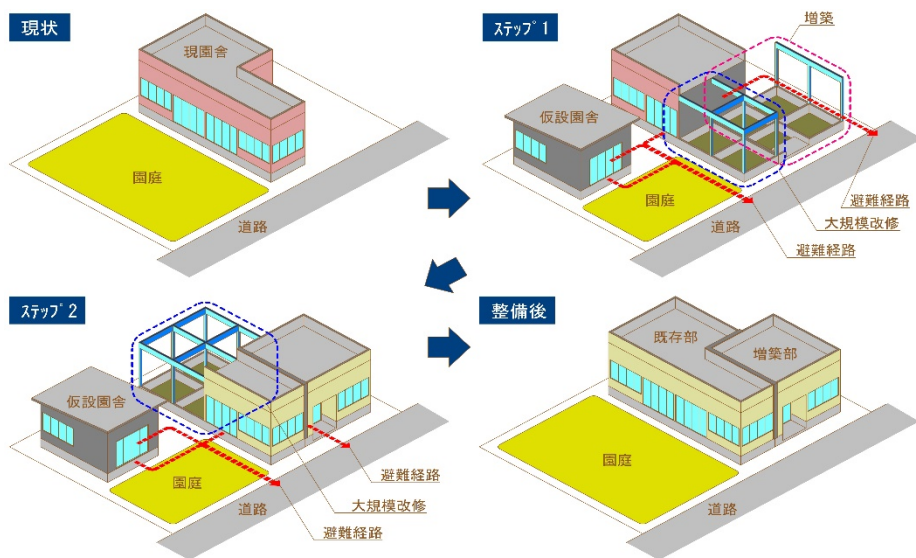 現状
現園舎
園庭
道路
ｽﾃｯﾌﾟ1
増築
仮設園舎
園庭
道路
避難経路
大規模改修
避難経路
ｽﾃｯﾌﾟ2
仮設園舎
園庭
道路
避難経路
大規模改修
避難経路
整備後
既存部
増築部
園庭
道路